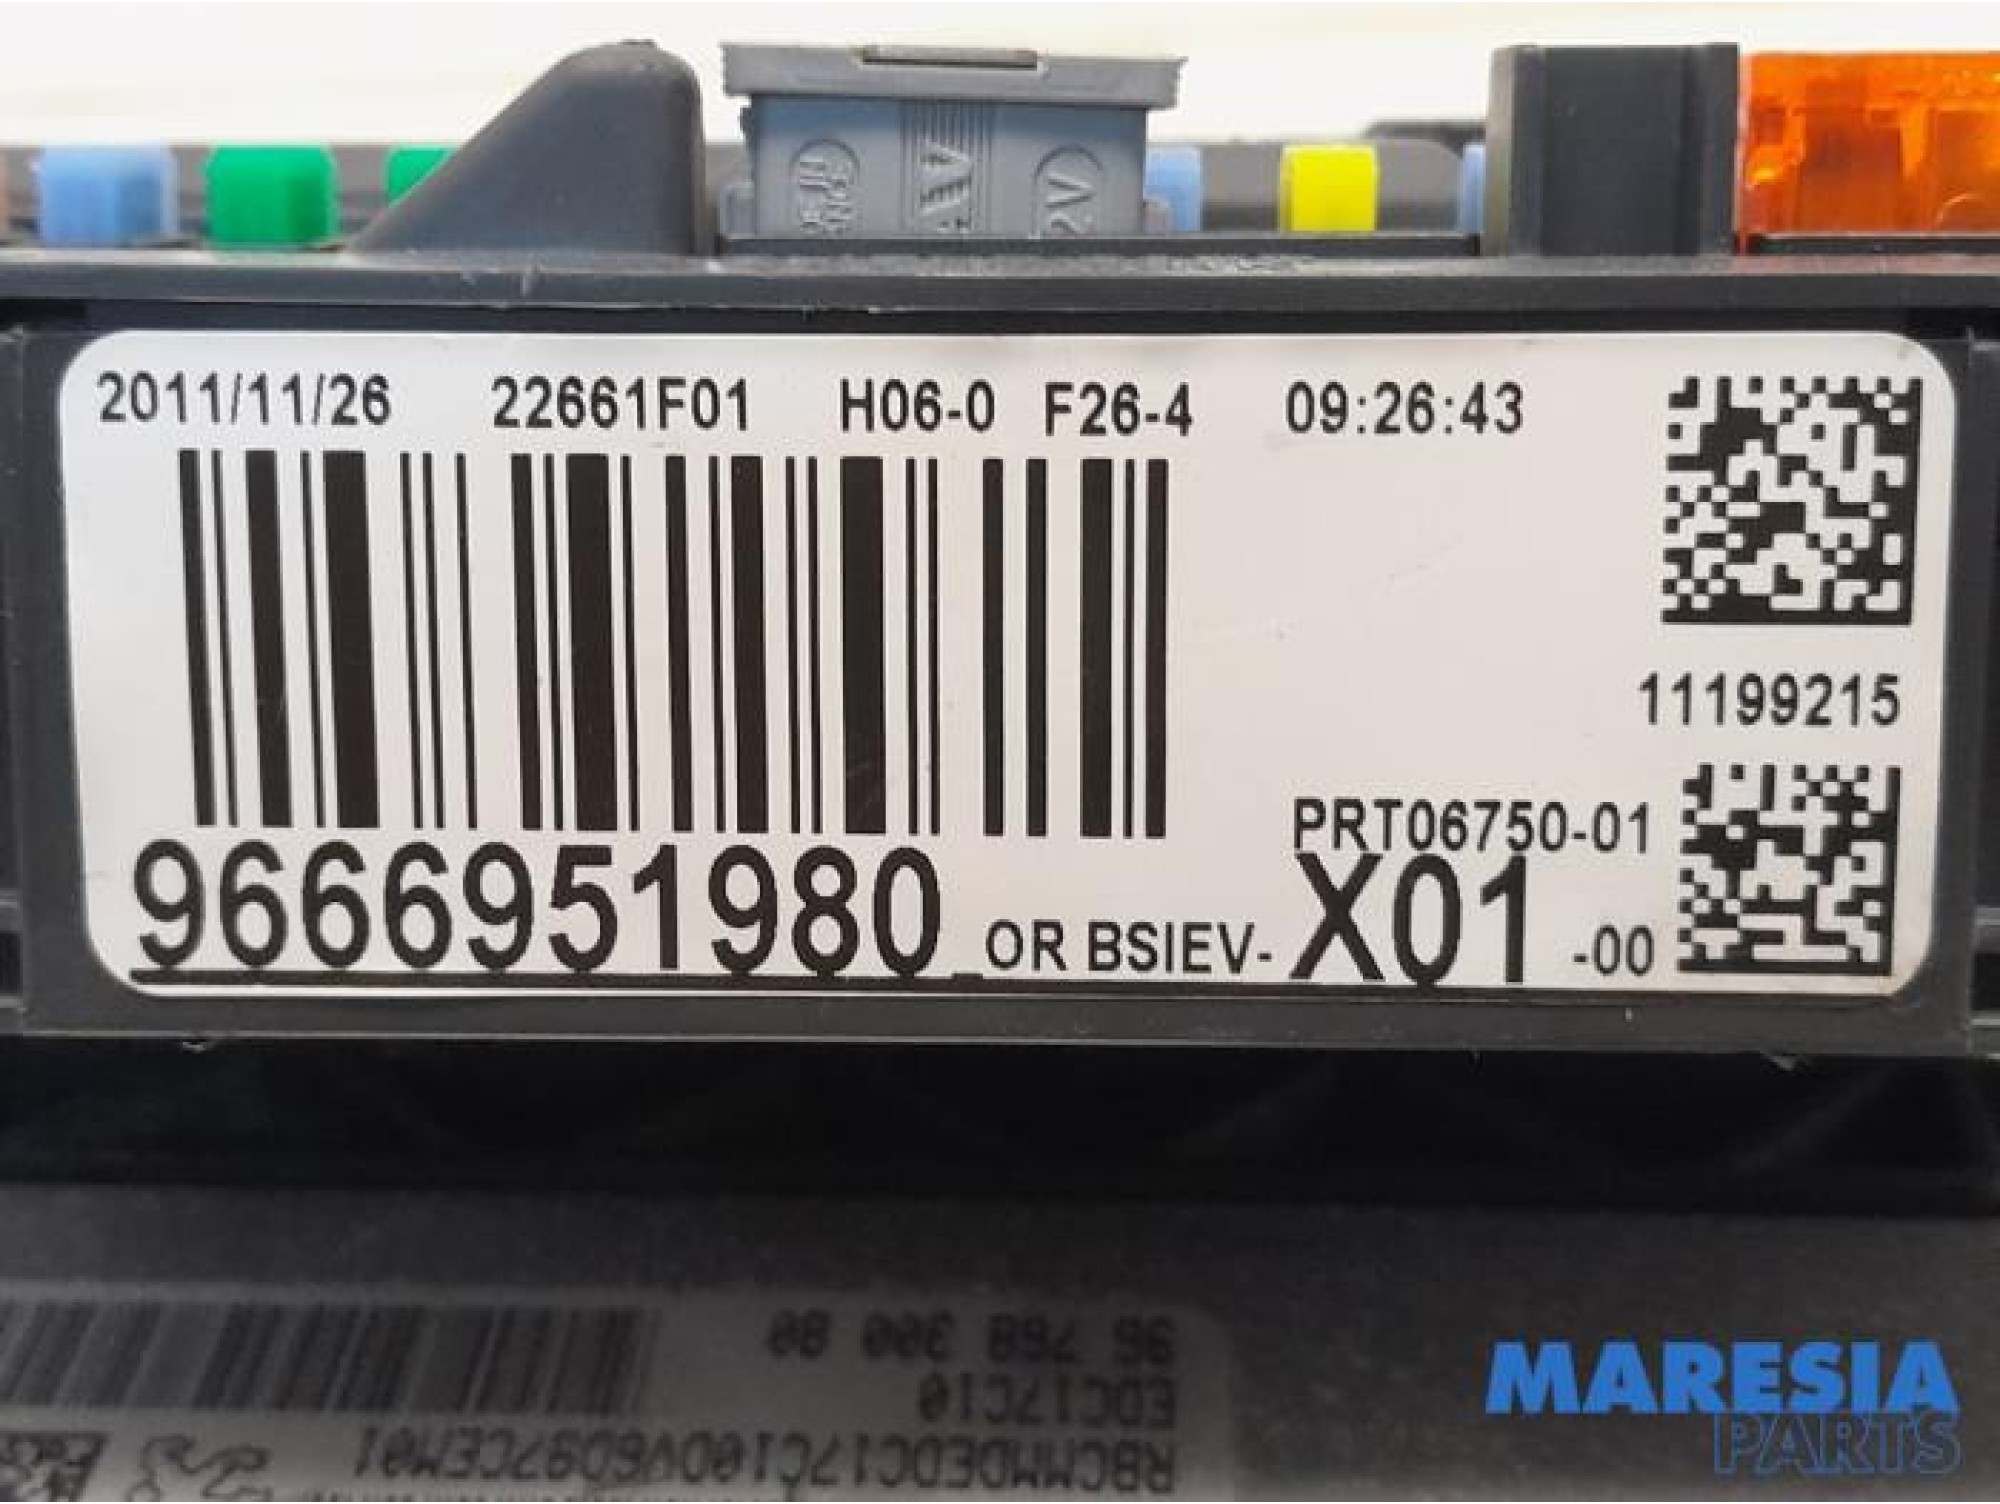 2011/11/26 22661F01 H06-0 F26-4 09:26:43
11199215
PRT06750-01
9666951980 OR BSIEV-X01-00
96 768 300 80
EDC17C10
MARESIA
PARTS